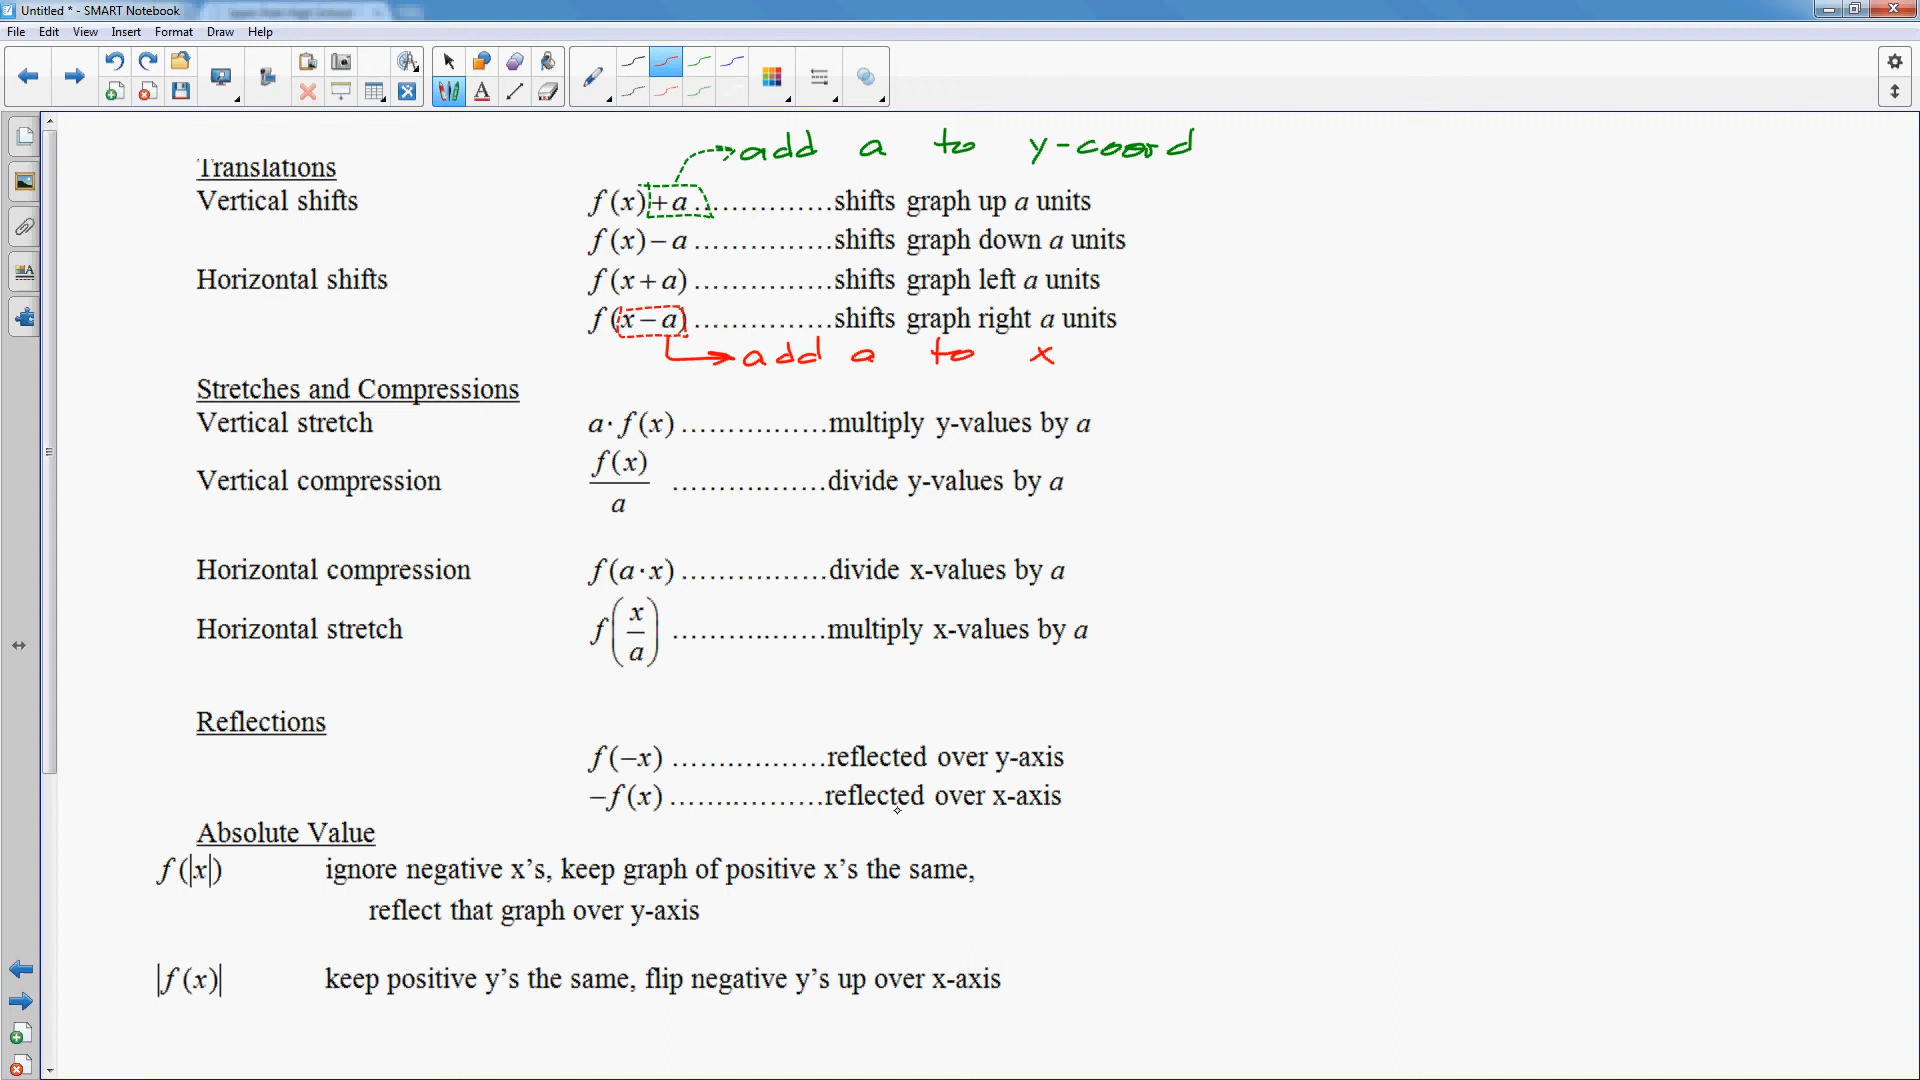 Untitled * - SMART Notebook
File Edit View Insert Format Draw Help
add a to y-coord
Translations
Vertical shifts f(x)+a……………shifts graph up a units
f(x)−a……………shifts graph down a units
Horizontal shifts f(x+a)……………shifts graph left a units
f(x−a)……………shifts graph right a units
add a to x
Stretches and Compressions
Vertical stretch a·f(x)……………multiply y-values by a
Vertical compression f(x)/a ……………divide y-values by a
Horizontal compression f(a·x)……………divide x-values by a
Horizontal stretch f(x/a) ……………multiply x-values by a
Reflections
f(−x)……………reflected over y-axis
−f(x)……………reflected over x-axis
Absolute Value
f(|x|) ignore negative x’s, keep graph of positive x’s the same,
reflect that graph over y-axis
|f(x)| keep positive y’s the same, flip negative y’s up over x-axis